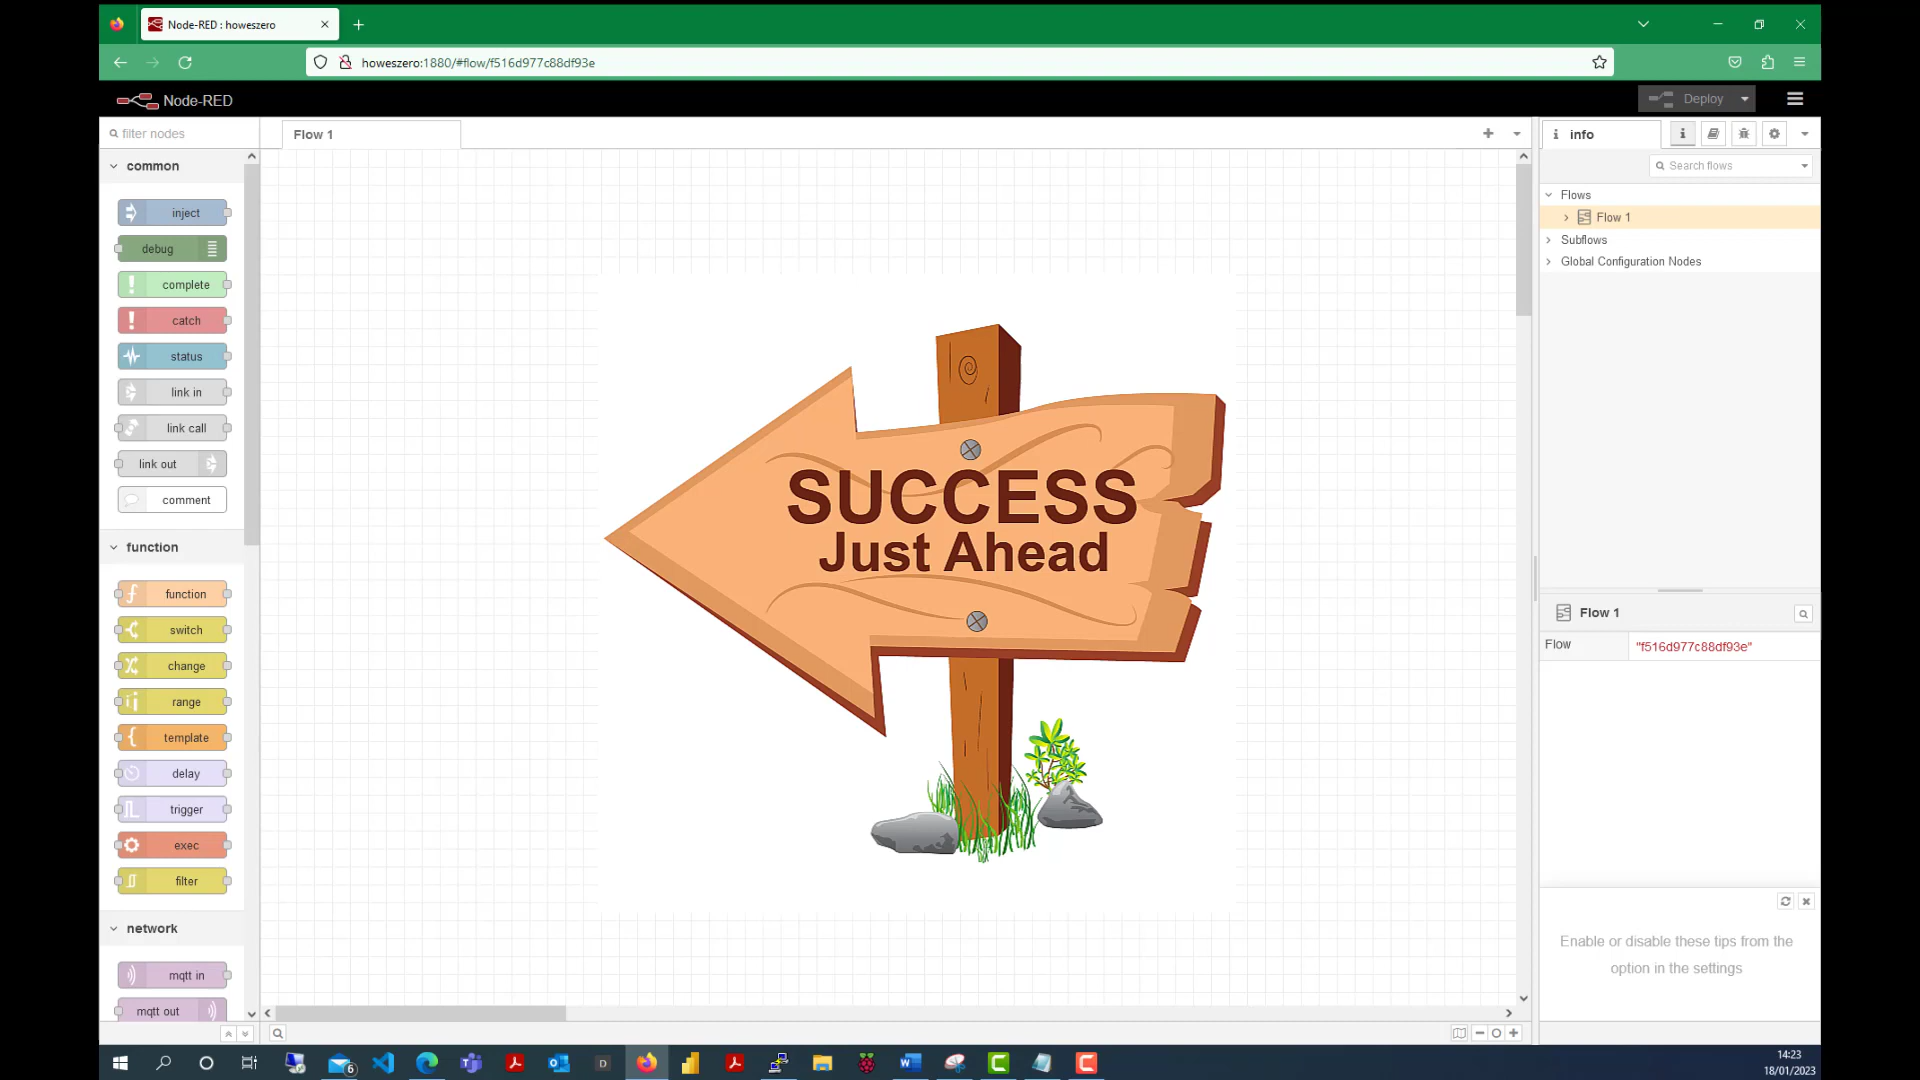 Node-RED : howeszero
howeszero:1880/#flow/f516d977c88df93e
Node-RED
Deploy
filter nodes
Flow 1
info
Search flows
common
inject
debug
complete
catch
status
link in
link call
link out
comment
function
function
switch
change
range
template
delay
trigger
exec
filter
network
mqtt in
mqtt out
SUCCESS
Just Ahead
Flows
Flow 1
Subflows
Global Configuration Nodes
Flow 1
Flow "f516d977c88df93e"
Enable or disable these tips from the
option in the settings
6
D
14:23
18/01/2023